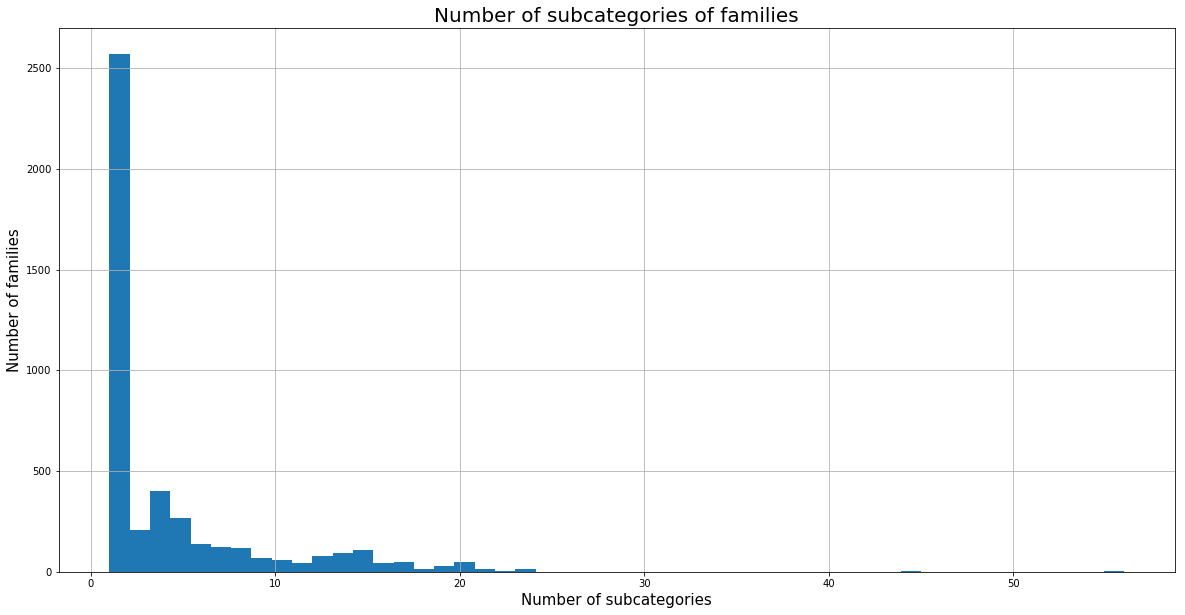 Number of subcategories of families
2500
2000
1500
1000
500
0
Number of families
0 10 20 30 40 50
Number of subcategories